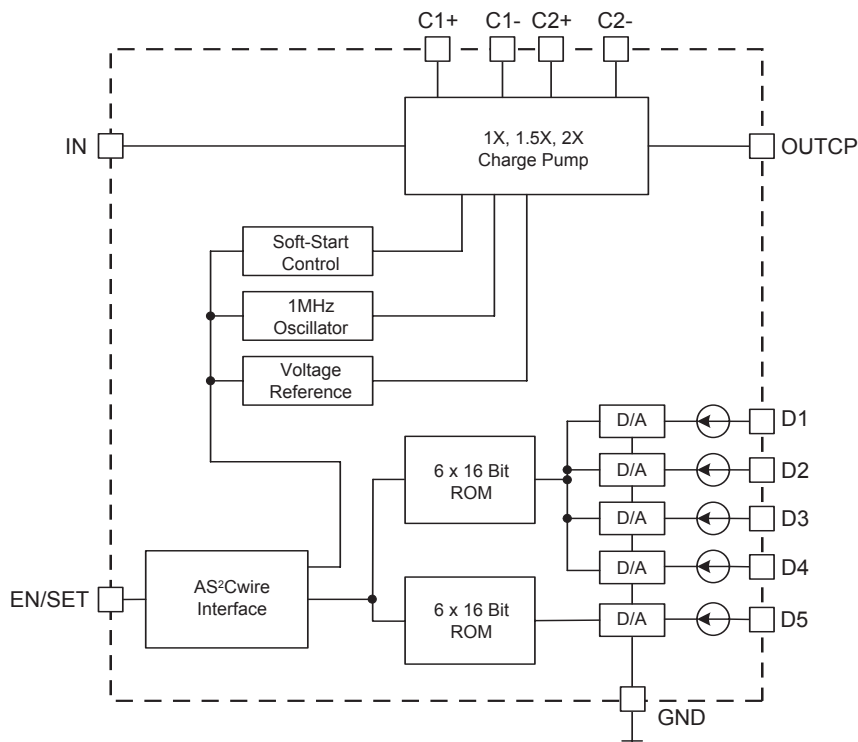 C1+ C1- C2+ C2-
IN
1X, 1.5X, 2X
Charge Pump
OUTCP
Soft-Start
Control
1MHz
Oscillator
Voltage
Reference
D/A
D1
6 x 16 Bit
ROM
D/A
D2
D/A
D3
D/A
D4
EN/SET
AS²Cwire
Interface
6 x 16 Bit
ROM
D/A
D5
GND